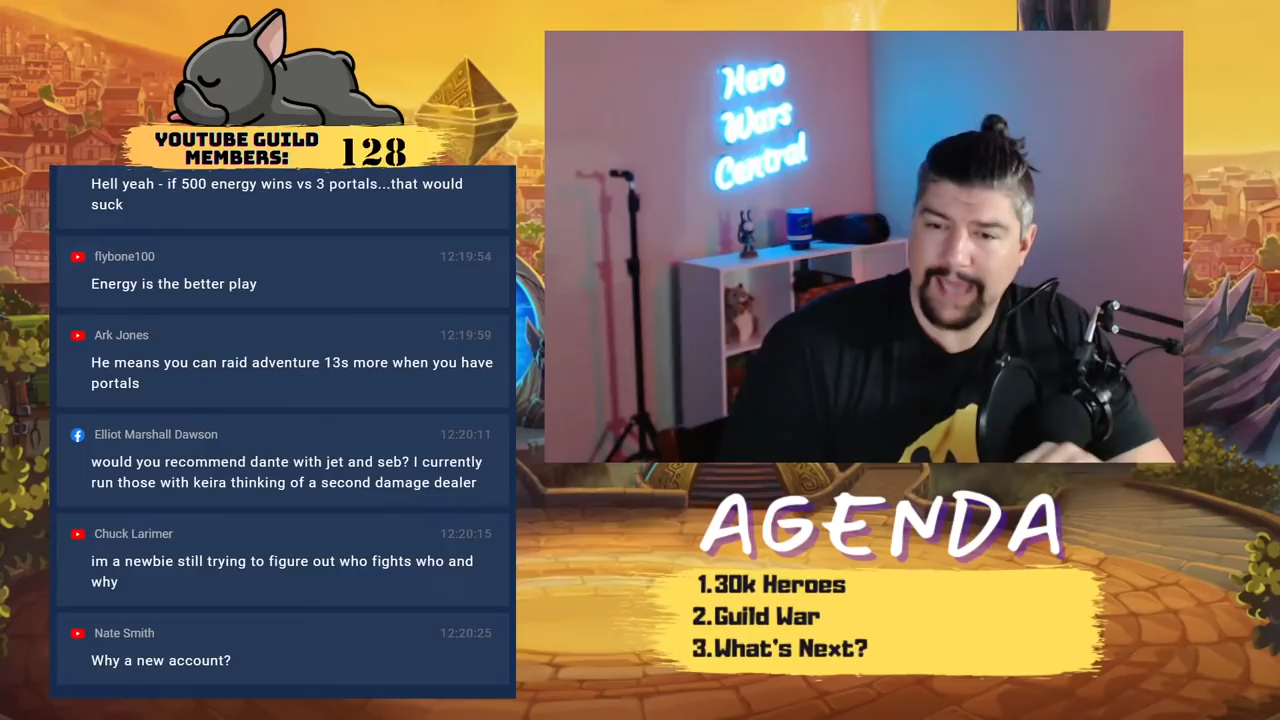 YOUTUBE GUILD
MEMBERS:
128
Hell yeah - if 500 energy wins vs 3 portals...that would
suck
flybone100
12:19:54
Energy is the better play
Ark Jones
12:19:59
He means you can raid adventure 13s more when you have
portals
Elliot Marshall Dawson
12:20:11
would you recommend dante with jet and seb? I currently
run those with keira thinking of a second damage dealer
Chuck Larimer
12:20:15
im a newbie still trying to figure out who fights who and
why
Nate Smith
12:20:25
Why a new account?
Hero
Wars
Central
AGENDA
1.30k Heroes
2.Guild War
3.What's Next?